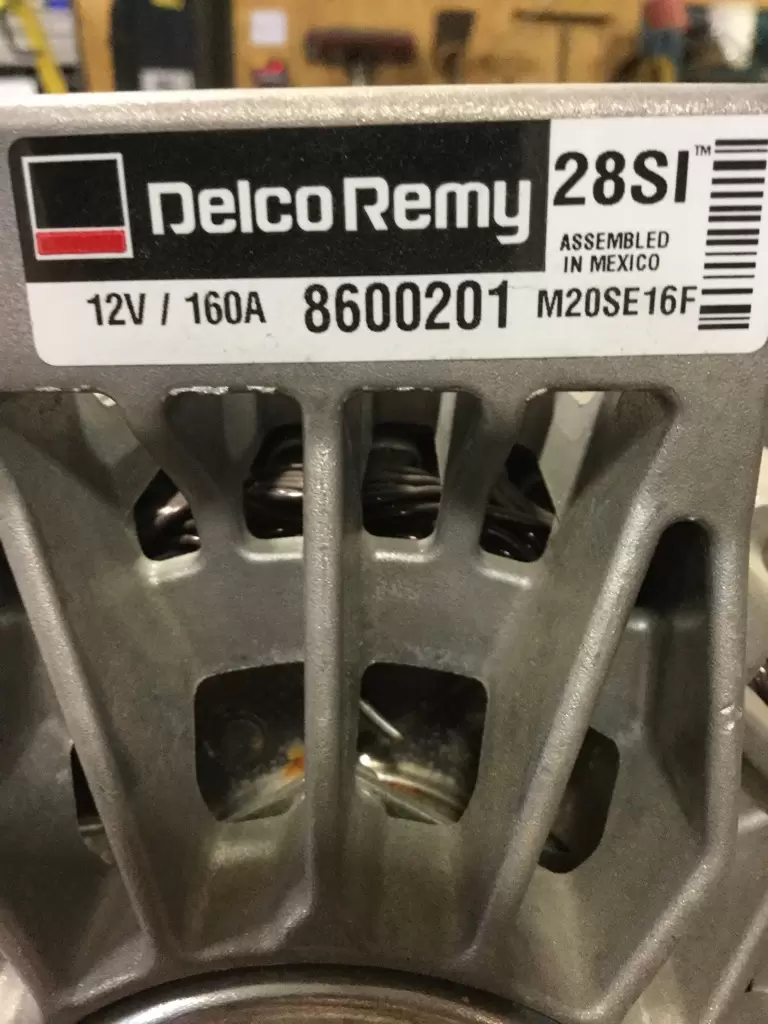 Delco Remy
28SI™
ASSEMBLED
IN MEXICO
12V / 160A 8600201 M20SE16F